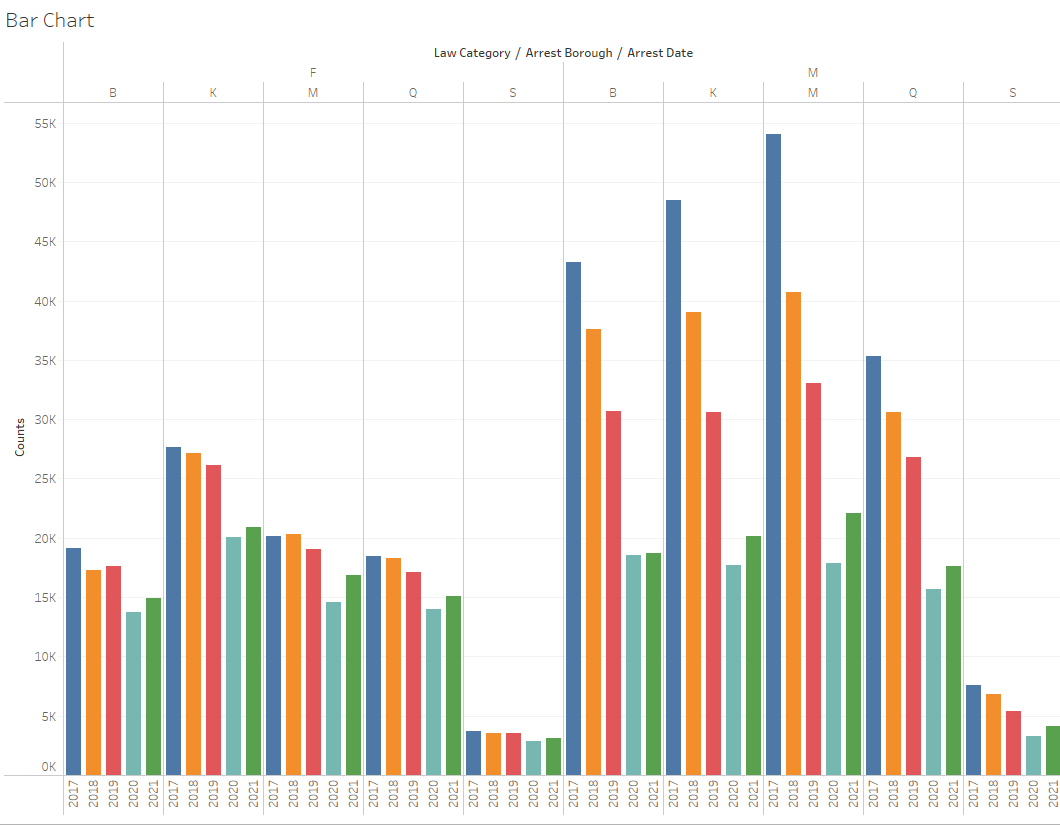 Bar Chart
Law Category / Arrest Borough / Arrest Date
F M
B K M Q S B K M Q S
55K
50K
45K
40K
35K
30K
25K
20K
15K
10K
5K
0K
Counts
2017 2018 2019 2020 2021 2017 2018 2019 2020 2021 2017 2018 2019 2020 2021 2017 2018 2019 2020 2021 2017 2018 2019 2020 2021 2017 2018 2019 2020 2021 2017 2018 2019 2020 2021 2017 2018 2019 2020 2021 2017 2018 2019 2020 2021 2017 2018 2019 2020 2021